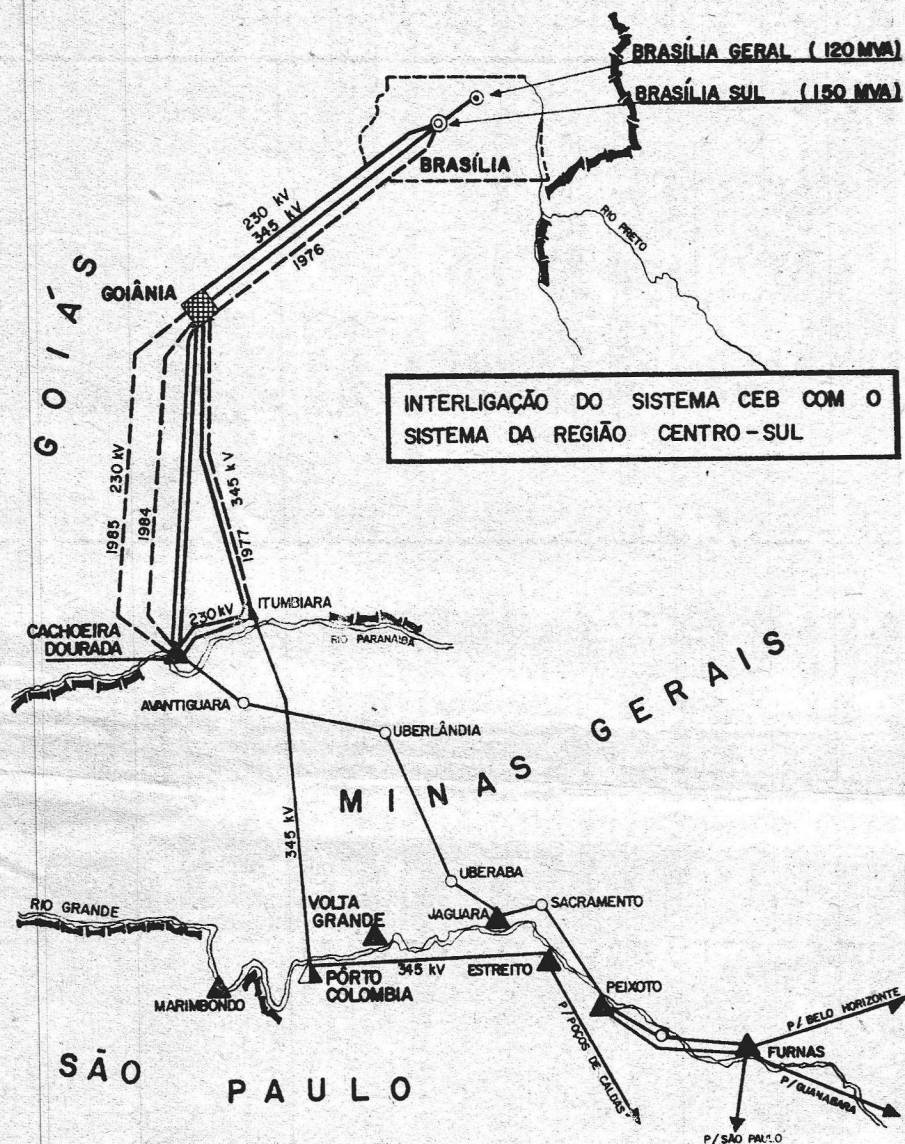 BRASÍLIA GERAL (120 MVA)
BRASÍLIA SUL (150 MVA)
BRASÍLIA
RIO PRETO
230 kV
345 kV
1976
GOIÂNIA
GOIÁS
INTERLIGAÇÃO DO SISTEMA CEB COM O
SISTEMA DA REGIÃO CENTRO-SUL
230 kV
1985
1984
345 kV
1977
230 kV
ITUMBIARA
CACHOEIRA
DOURADA
RIO PARANAIBA
AVANTIGUARA
UBERLÂNDIA
MINAS GERAIS
345 kV
UBERABA
VOLTA
GRANDE
JAGUARA
SACRAMENTO
RIO GRANDE
345 kV
ESTREITO
PÔRTO
COLOMBIA
MARIMBONDO
PEIXOTO
P/ BELO HORIZONTE
P/ POÇOS DE CALDAS
FURNAS
P/ GUANABARA
P/ SÃO PAULO
SÃO PAULO